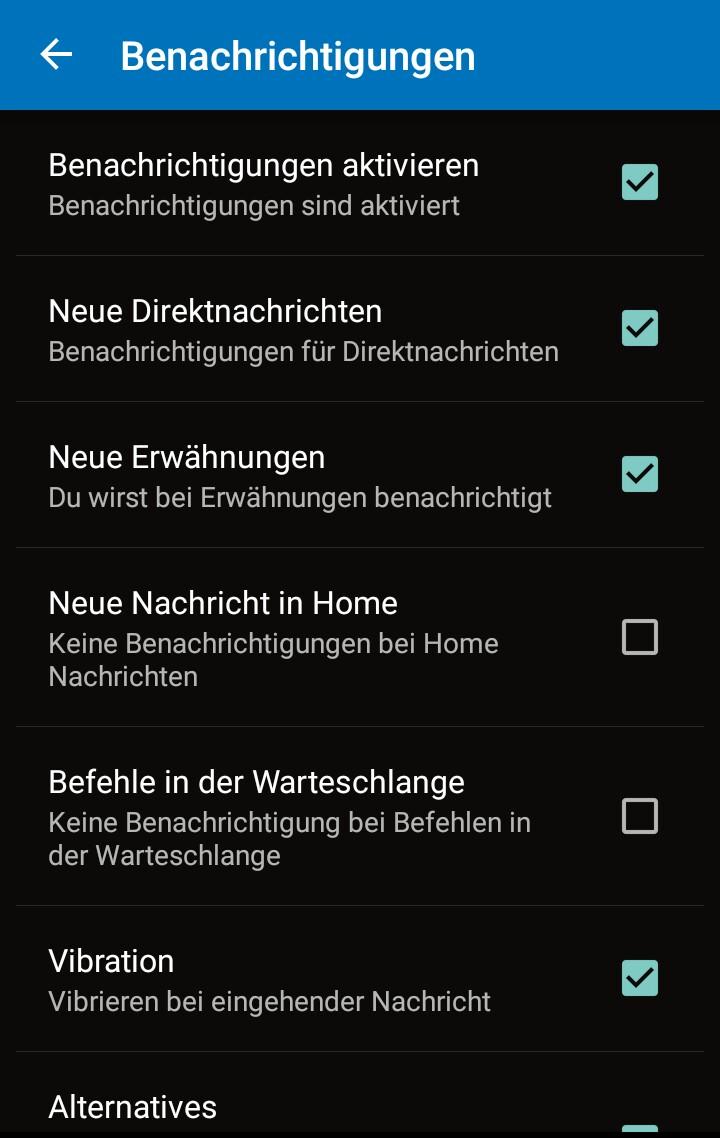 Benachrichtigungen
Benachrichtigungen aktivieren
Benachrichtigungen sind aktiviert
Neue Direktnachrichten
Benachrichtigungen für Direktnachrichten
Neue Erwähnungen
Du wirst bei Erwähnungen benachrichtigt
Neue Nachricht in Home
Keine Benachrichtigungen bei Home
Nachrichten
Befehle in der Warteschlange
Keine Benachrichtigung bei Befehlen in
der Warteschlange
Vibration
Vibrieren bei eingehender Nachricht
Alternatives